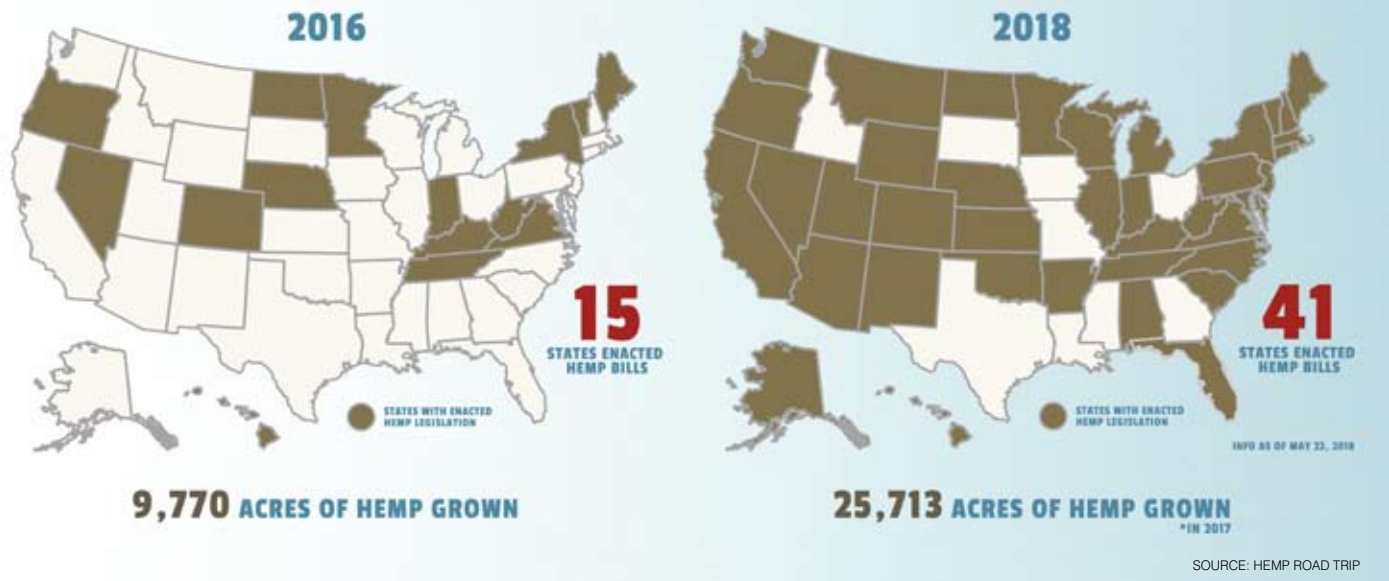 2016
15
STATES ENACTED
HEMP BILLS
STATES WITH ENACTED
HEMP LEGISLATION
9,770 ACRES OF HEMP GROWN
2018
41
STATES ENACTED
HEMP BILLS
STATES WITH ENACTED
HEMP LEGISLATION
INFO AS OF MAY 23, 2018
25,713 ACRES OF HEMP GROWN
*IN 2017
SOURCE: HEMP ROAD TRIP